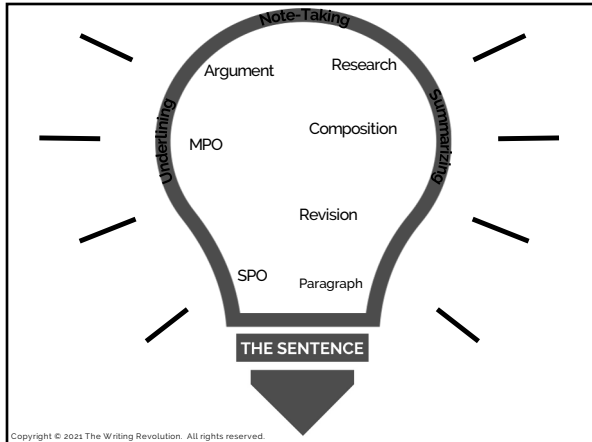 Note-Taking
Underlining
Summarizing
Argument
Research
MPO
Composition
Revision
SPO
Paragraph
THE SENTENCE
Copyright © 2021 The Writing Revolution. All rights reserved.